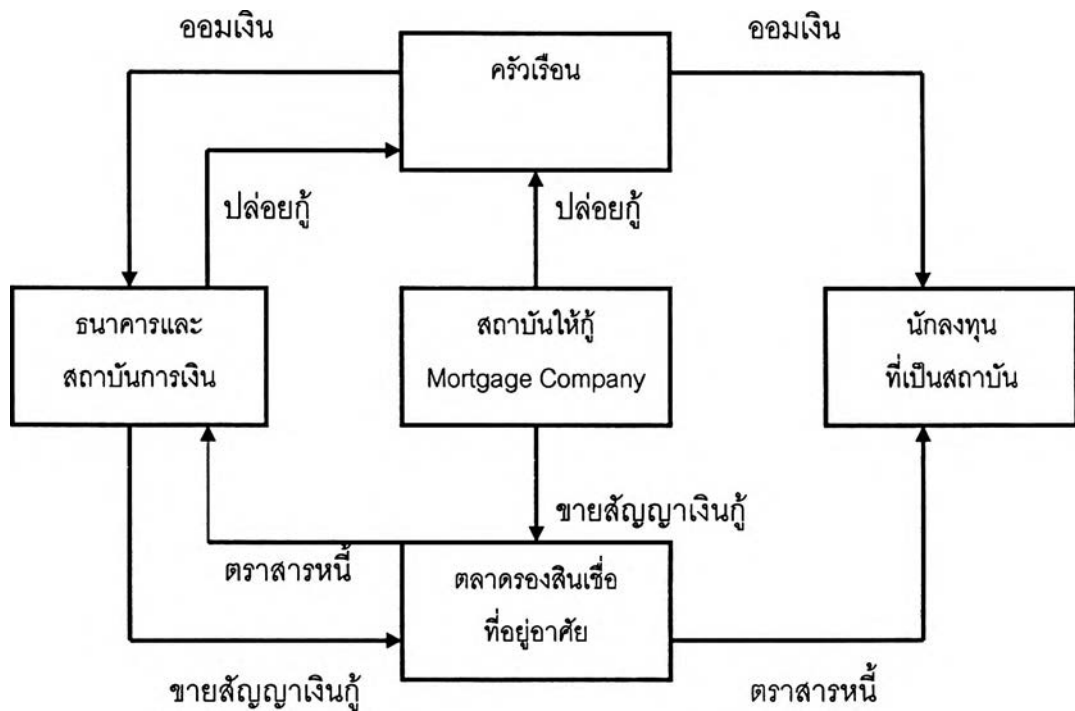 ออมเงิน
ออมเงิน
ครัวเรือน
ปล่อยกู้
ปล่อยกู้
ธนาคารและ
สถาบันการเงิน
สถาบันให้กู้
Mortgage Company
นักลงทุน
ที่เป็นสถาบัน
ขายสัญญาเงินกู้
ตราสารหนี้
ตลาดรองสินเชื่อ
ที่อยู่อาศัย
ขายสัญญาเงินกู้
ตราสารหนี้